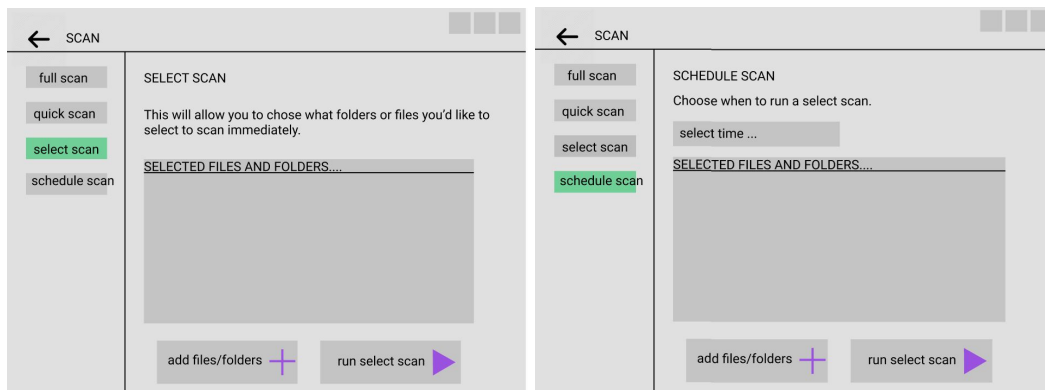 SCAN
full scan
quick scan
select scan
schedule scan
SELECT SCAN
This will allow you to chose what folders or files you'd like to
select to scan immediately.
SELECTED FILES AND FOLDERS....
add files/folders
run select scan
SCAN
full scan
quick scan
select scan
schedule scan
SCHEDULE SCAN
Choose when to run a select scan.
select time ...
SELECTED FILES AND FOLDERS....
add files/folders
run select scan